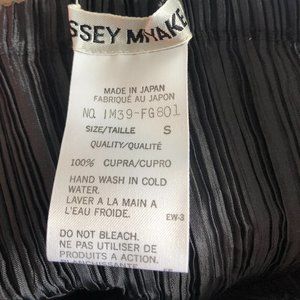 SSEY MIYAKE
MADE IN JAPAN
FABRIQUÉ AU JAPON
NO. IM39-FG801
SIZE/TAILLE S
QUALITY/QUALITÉ
100% CUPRA/CUPRO
HAND WASH IN COLD
WATER.
LAVER A LA MAIN A
L'EAU FROIDE.
EW-3
DO NOT BLEACH.
NE PAS UTILISER DE
PRODUITS A ACTION
BLANCHISSANTE